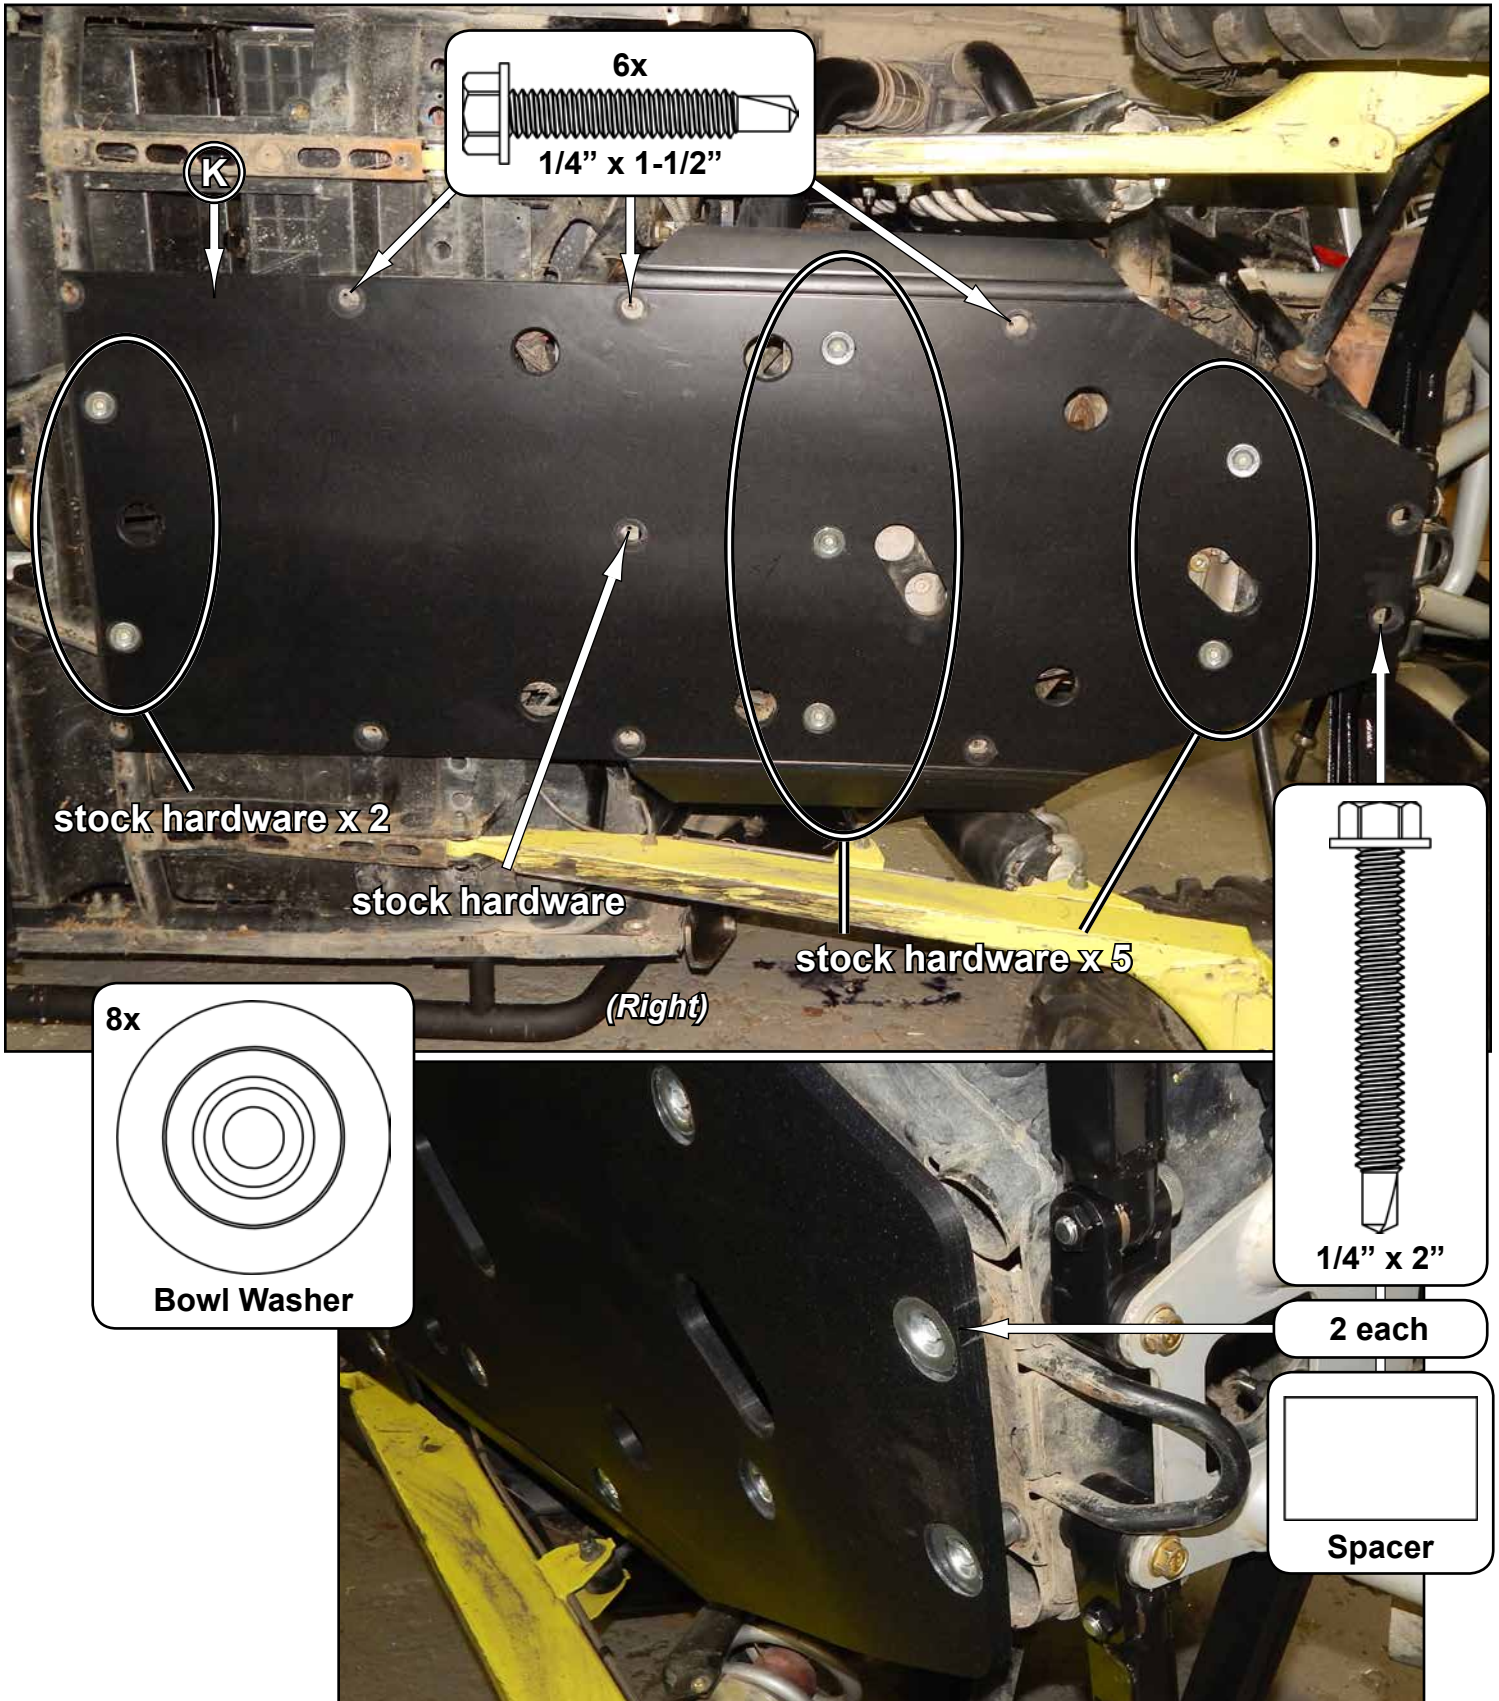 6x
1/4” x 1-1/2”
K
stock hardware x 2
stock hardware
stock hardware x 5
(Right)
8x
Bowl Washer
1/4” x 2”
2 each
Spacer